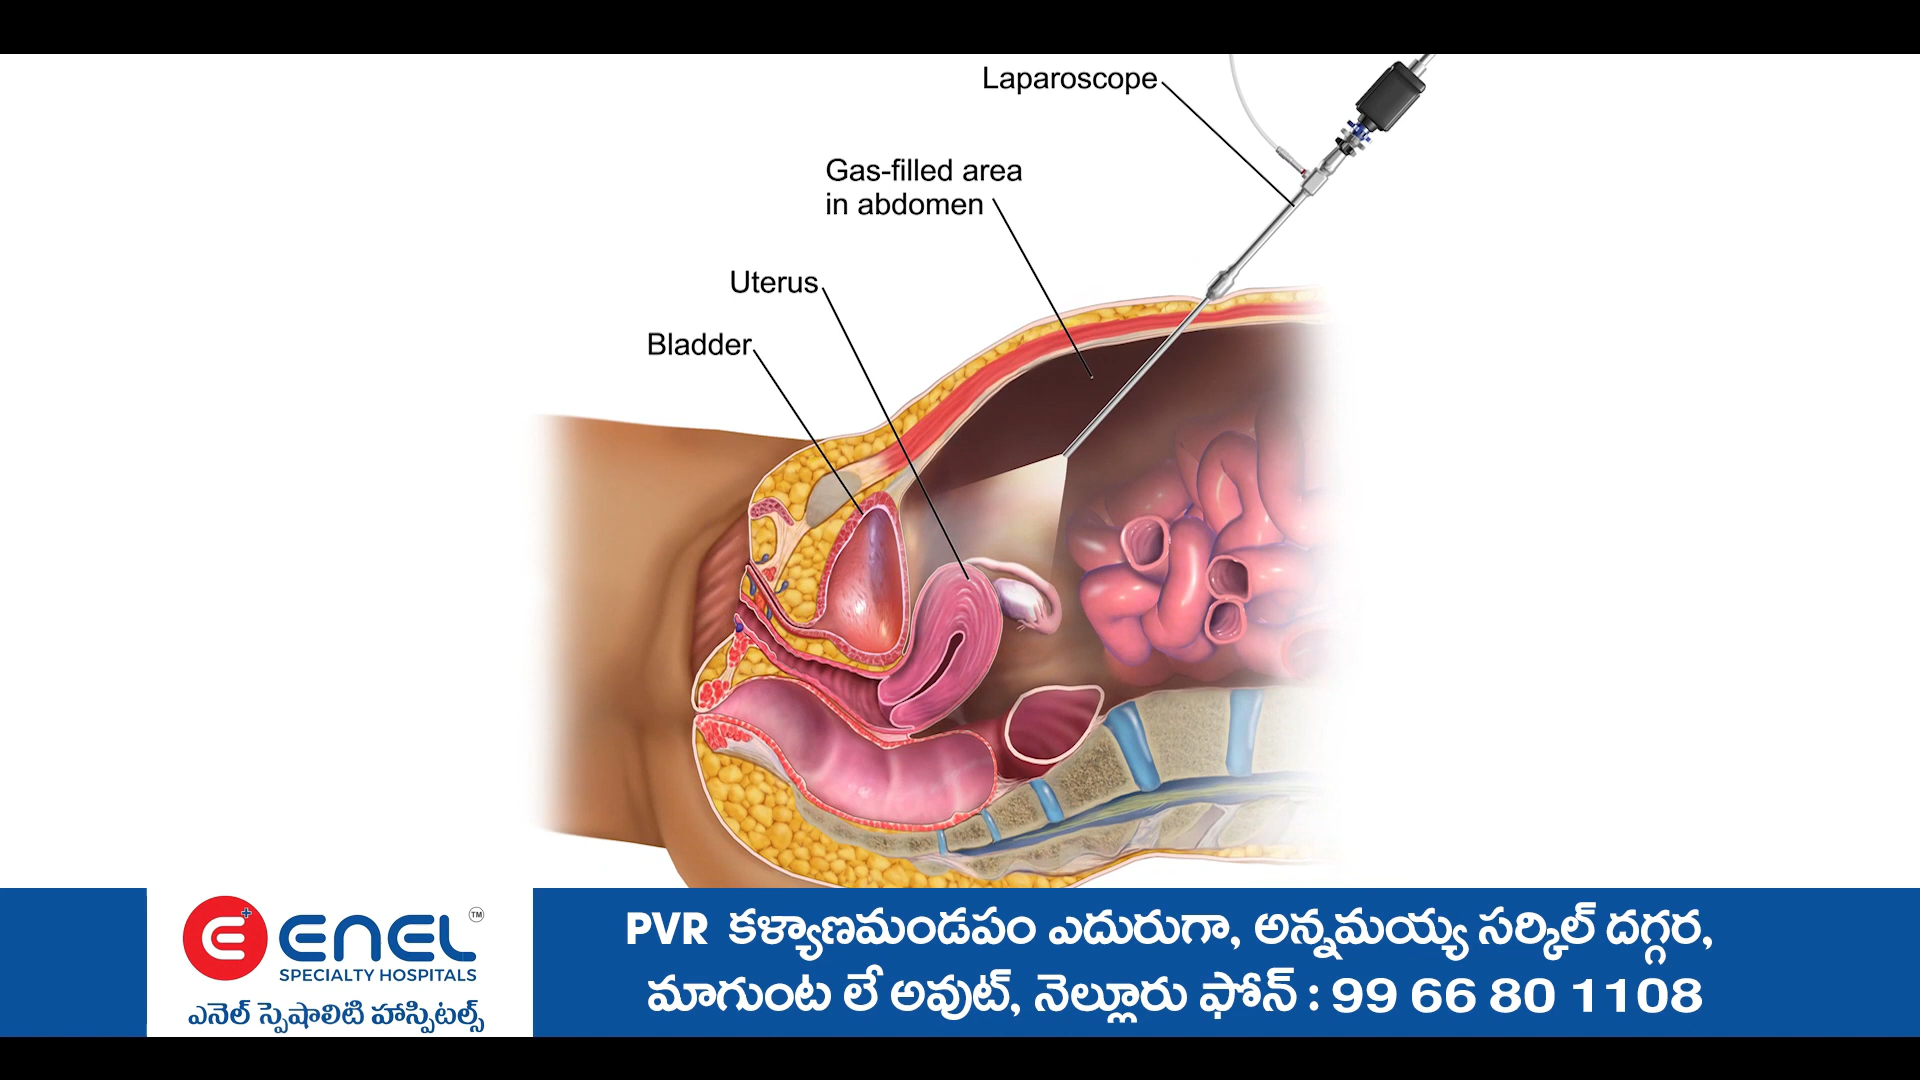 Laparoscope
Gas-filled area
in abdomen
Uterus
Bladder
ENEL™
SPECIALTY HOSPITALS
ఎనెల్ స్పెషాలిటి హాస్పిటల్స్
PVR కళ్యాణమండపం ఎదురుగా, అన్నమయ్య సర్కిల్ దగ్గర,
మాగుంట లే అవుట్, నెల్లూరు ఫోన్ : 99 66 80 1108